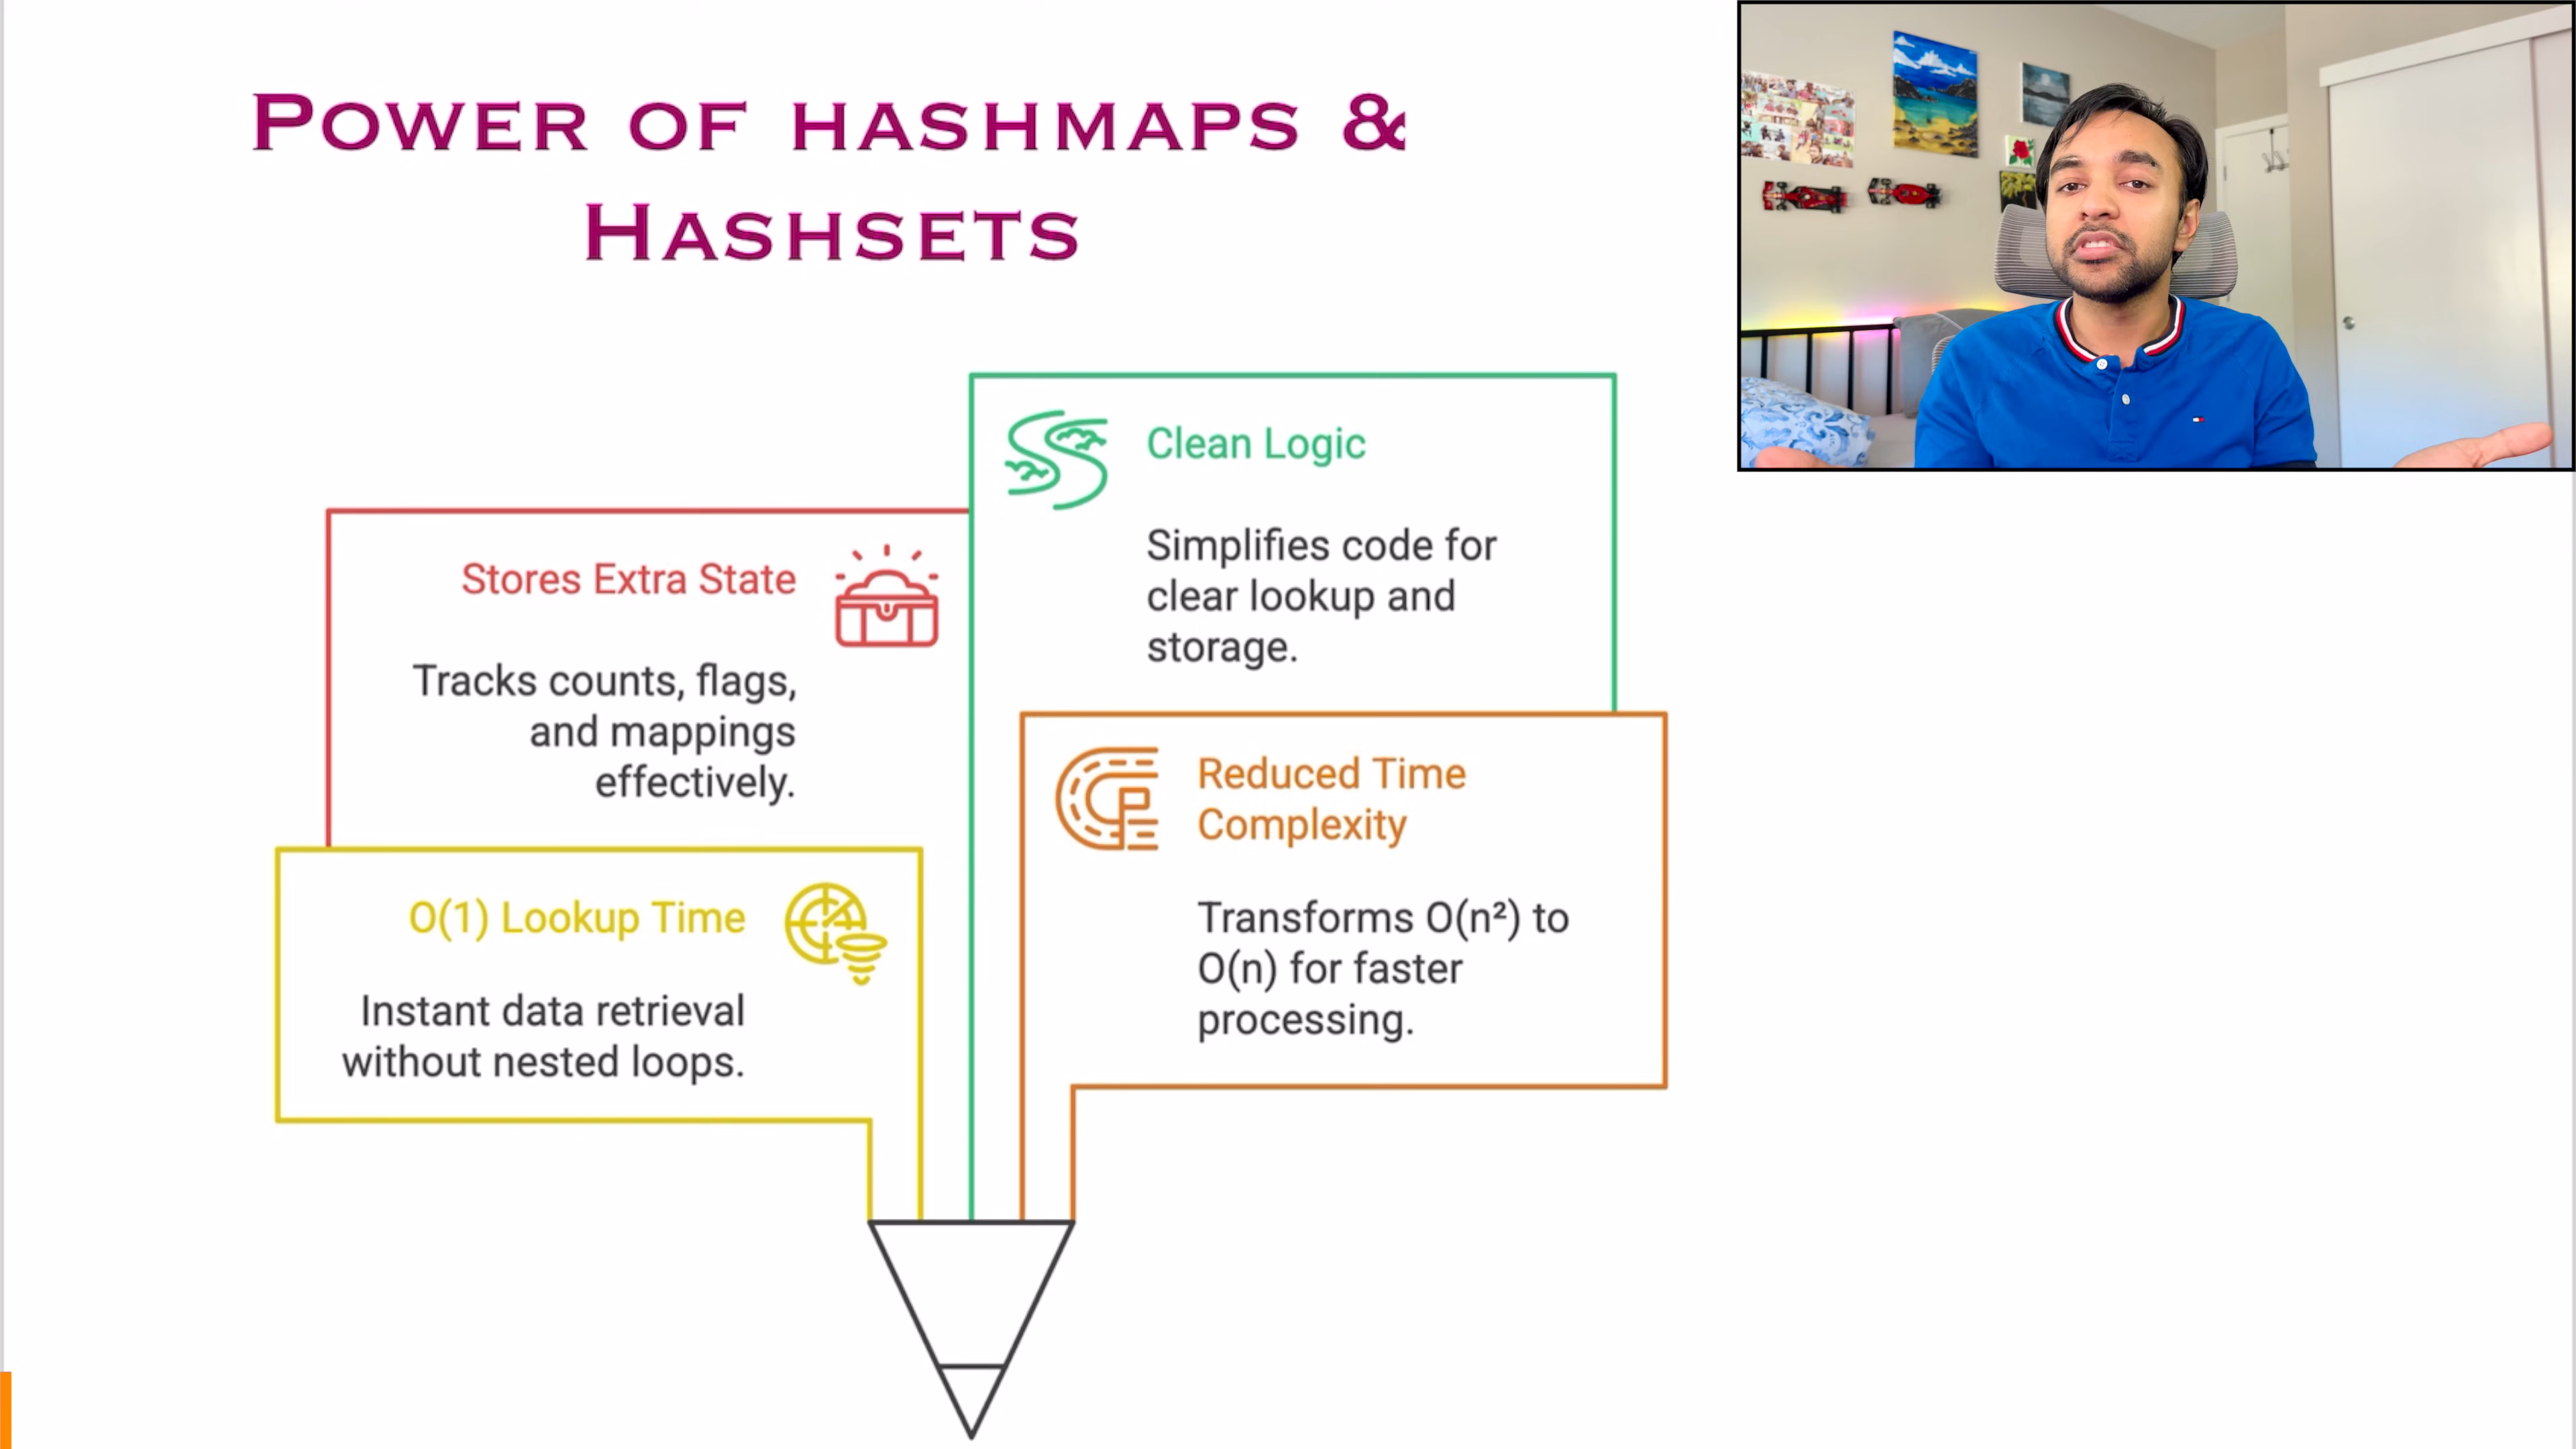 POWER OF HASHMAPS &
HASHSETS
Clean Logic
Simplifies code for
clear lookup and
storage.
Stores Extra State
Tracks counts, flags,
and mappings
effectively.
Reduced Time
Complexity
Transforms O(n²) to
O(n) for faster
processing.
O(1) Lookup Time
Instant data retrieval
without nested loops.